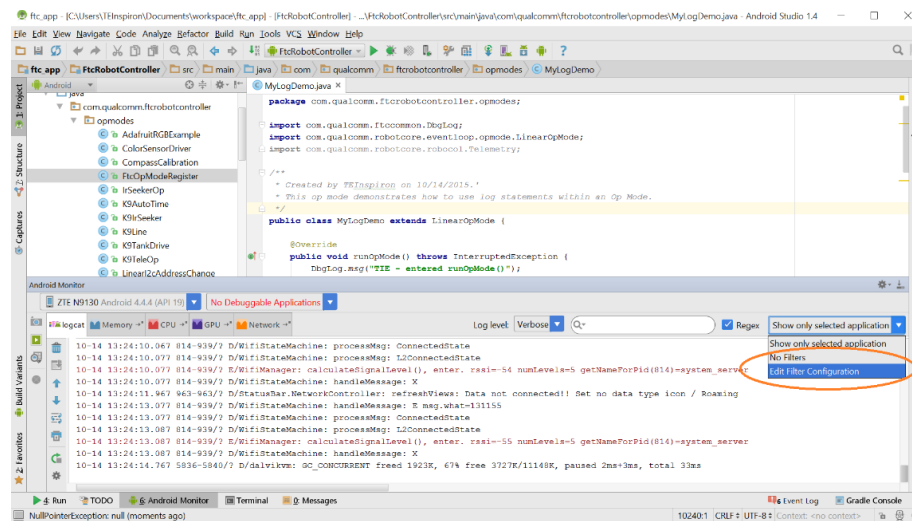 ftc_app - [C:\Users\TEInspiron\Documents\workspace\ftc_app] - [FtcRobotController] - ...\FtcRobotController\src\main\java\com\qualcomm\ftcrobotcontroller\opmodes\MyLogDemo.java - Android Studio 1.4
File Edit View Navigate Code Analyze Refactor Build Run Tools VCS Window Help
FtcRobotController
ftc_app FtcRobotController src main java com qualcomm ftcrobotcontroller opmodes MyLogDemo
Android
MyLogDemo.java
1: Project
Z: Structure
Captures
java
com.qualcomm.ftcrobotcontroller
opmodes
AdafruitRGBExample
ColorSensorDriver
CompassCalibration
FtcOpModeRegister
IrSeekerOp
K9AutoTime
K9IrSeeker
K9Line
K9TankDrive
K9TeleOp
LinearI2cAddressChange
package com.qualcomm.ftcrobotcontroller.opmodes;
import com.qualcomm.ftccommon.DbgLog;
import com.qualcomm.robotcore.eventloop.opmode.LinearOpMode;
import com.qualcomm.robotcore.robocol.Telemetry;
/**
* Created by TEInspiron on 10/14/2015.'
* This op mode demonstrates how to use log statements within an Op Mode.
*/
public class MyLogDemo extends LinearOpMode {
@Override
public void runOpMode() throws InterruptedException {
DbgLog.msg("TIE - entered runOpMode()");
Android Monitor
ZTE N9130 Android 4.4.4 (API 19) No Debuggable Applications
logcat Memory CPU GPU Network Log level: Verbose Regex Show only selected application
Show only selected application
No Filters
Edit Filter Configuration
10-14 13:24:10.067 814-939/? D/WifiStateMachine: processMsg: ConnectedState
10-14 13:24:10.077 814-939/? D/WifiStateMachine: processMsg: L2ConnectedState
10-14 13:24:10.077 814-939/? E/WifiManager: calculateSignalLevel(), enter. rssi=-54 numLevels=5 getNameForPid(814)=system_server
10-14 13:24:10.077 814-939/? D/WifiStateMachine: handleMessage: X
10-14 13:24:11.967 963-963/? D/StatusBar.NetworkController: refreshViews: Data not connected!! Set no data type icon / Roaming
10-14 13:24:13.077 814-939/? D/WifiStateMachine: handleMessage: E msg.what=131155
10-14 13:24:13.077 814-939/? D/WifiStateMachine: processMsg: ConnectedState
10-14 13:24:13.087 814-939/? D/WifiStateMachine: processMsg: L2ConnectedState
10-14 13:24:13.087 814-939/? E/WifiManager: calculateSignalLevel(), enter. rssi=-55 numLevels=5 getNameForPid(814)=system_server
10-14 13:24:13.087 814-939/? D/WifiStateMachine: handleMessage: X
10-14 13:24:14.767 5836-5840/? D/dalvikvm: GC_CONCURRENT freed 1923K, 67% free 3727K/11148K, paused 2ms+3ms, total 33ms
Build Variants
2: Favorites
4: Run TODO 6: Android Monitor Terminal 0: Messages Event Log Gradle Console
NullPointerException: null (moments ago) 10240:1 CRLF UTF-8 Context: <no context>